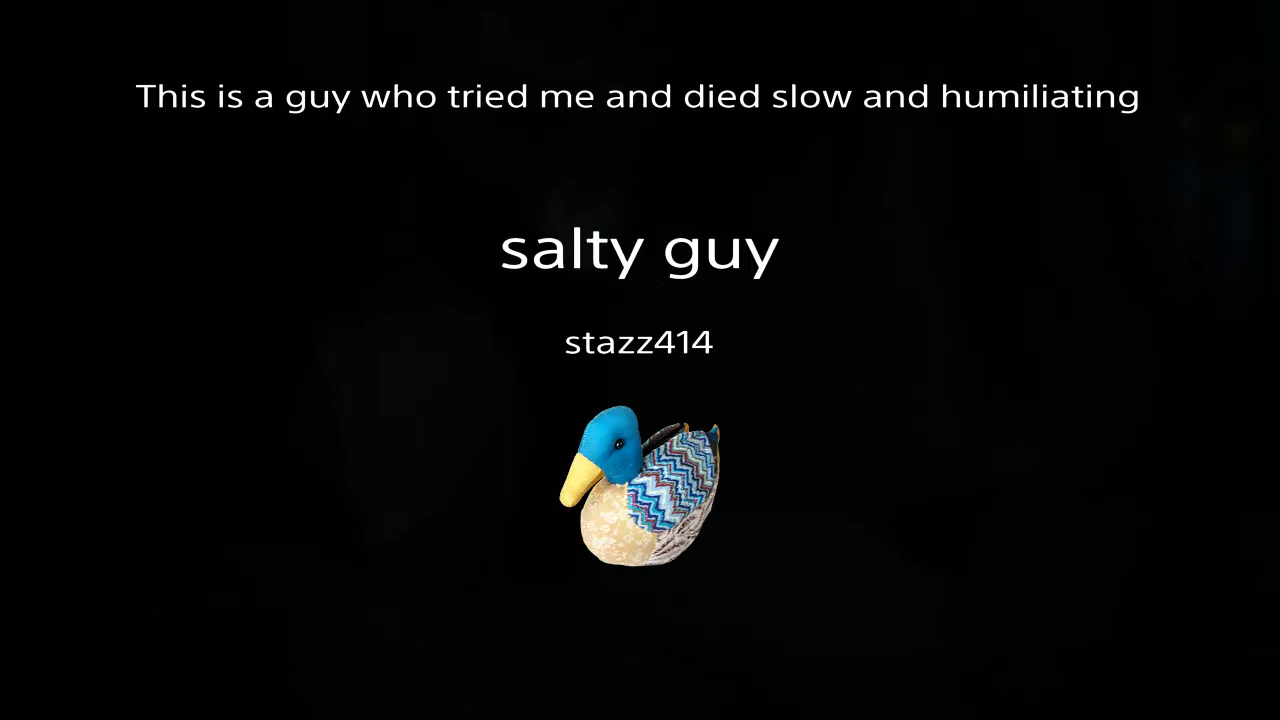 This is a guy who tried me and died slow and humiliating
salty guy
stazz414